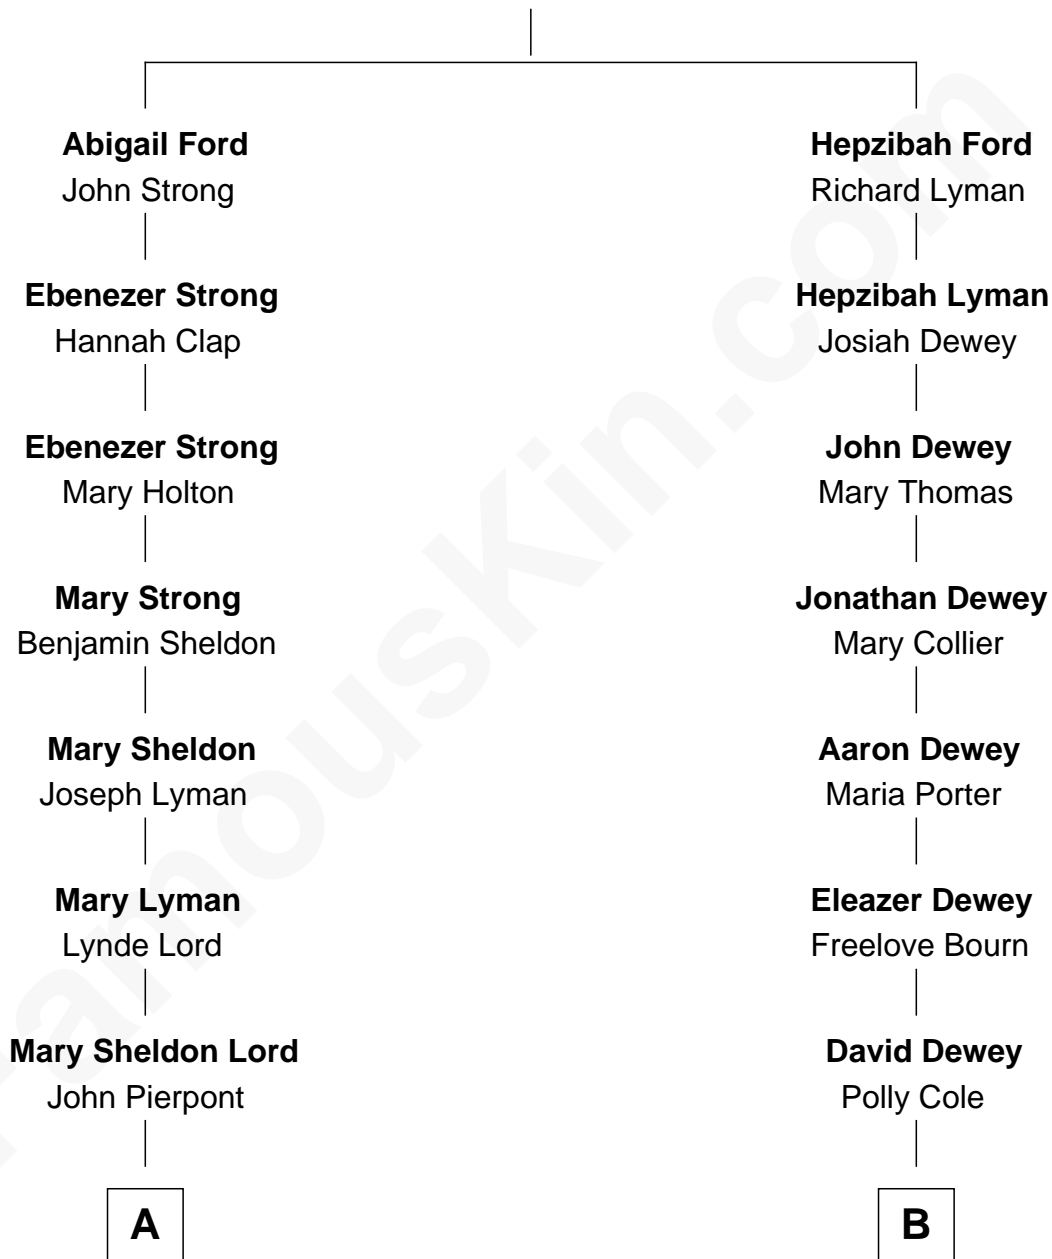 Abigail Ford
John Strong
Hepzibah Ford
Richard Lyman
Ebenezer Strong
Hannah Clap
Hepzibah Lyman
Josiah Dewey
Ebenezer Strong
Mary Holton
John Dewey
Mary Thomas
Mary Strong
Benjamin Sheldon
Jonathan Dewey
Mary Collier
Mary Sheldon
Joseph Lyman
Aaron Dewey
Maria Porter
Mary Lyman
Lynde Lord
Eleazer Dewey
Freelove Bourn
Mary Sheldon Lord
John Pierpont
David Dewey
Polly Cole
A
B
FamousKin.com